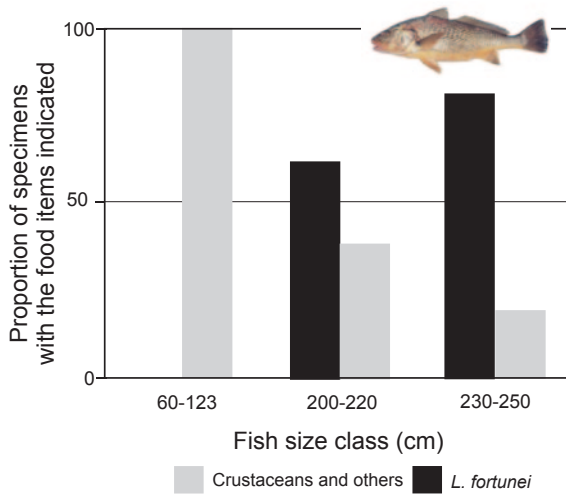 Proportion of specimens
with the food items indicated
100
50
0
60-123
200-220
230-250
Fish size class (cm)
Crustaceans and others
L. fortunei